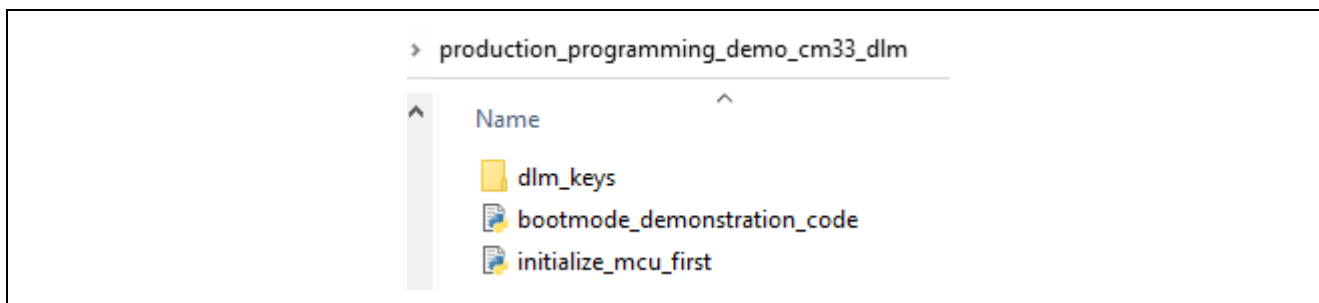 production_programming_demo_cm33_dlm
Name
dlm_keys
bootmode_demonstration_code
initialize_mcu_first